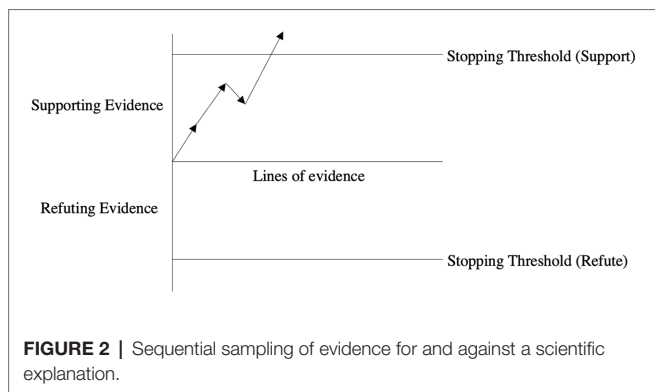 Stopping Threshold (Support)
Supporting Evidence
Lines of evidence
Refuting Evidence
Stopping Threshold (Refute)
FIGURE 2 | Sequential sampling of evidence for and against a scientific
explanation.